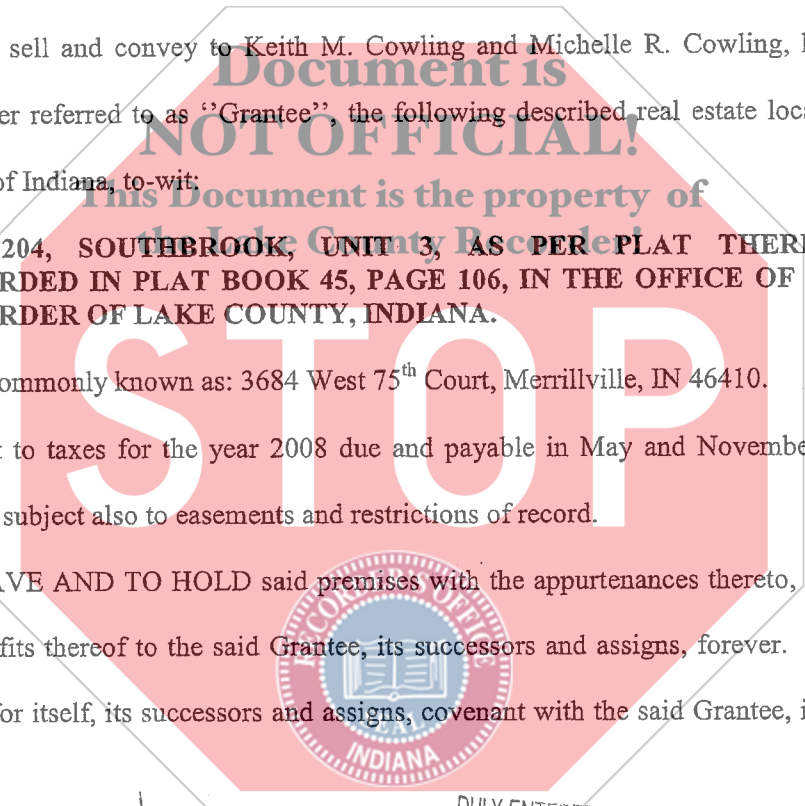 sell and convey to Keith M. Cowling and Michelle R. Cowling,
Document is
er referred to as ‘‘Grantee’’, the following described real estate loc
NOT OFFICIAL!
of Indiana, to-wit:
This Document is the property of
the Lake County Recorder!
204, SOUTHBROOK, UNIT 3, AS PER PLAT THER
RDED IN PLAT BOOK 45, PAGE 106, IN THE OFFICE OF
RDER OF LAKE COUNTY, INDIANA.
STOP
ommonly known as: 3684 West 75th Court, Merrillville, IN 46410.
t to taxes for the year 2008 due and payable in May and Novembe
subject also to easements and restrictions of record.
AVE AND TO HOLD said premises with the appurtenances thereto,
RECORDER'S OFFICE
fits thereof to the said Grantee, its successors and assigns, forever.
for itself, its successors and assigns, covenant with the said Grantee, i
SEAL
INDIANA
DULY ENTERE